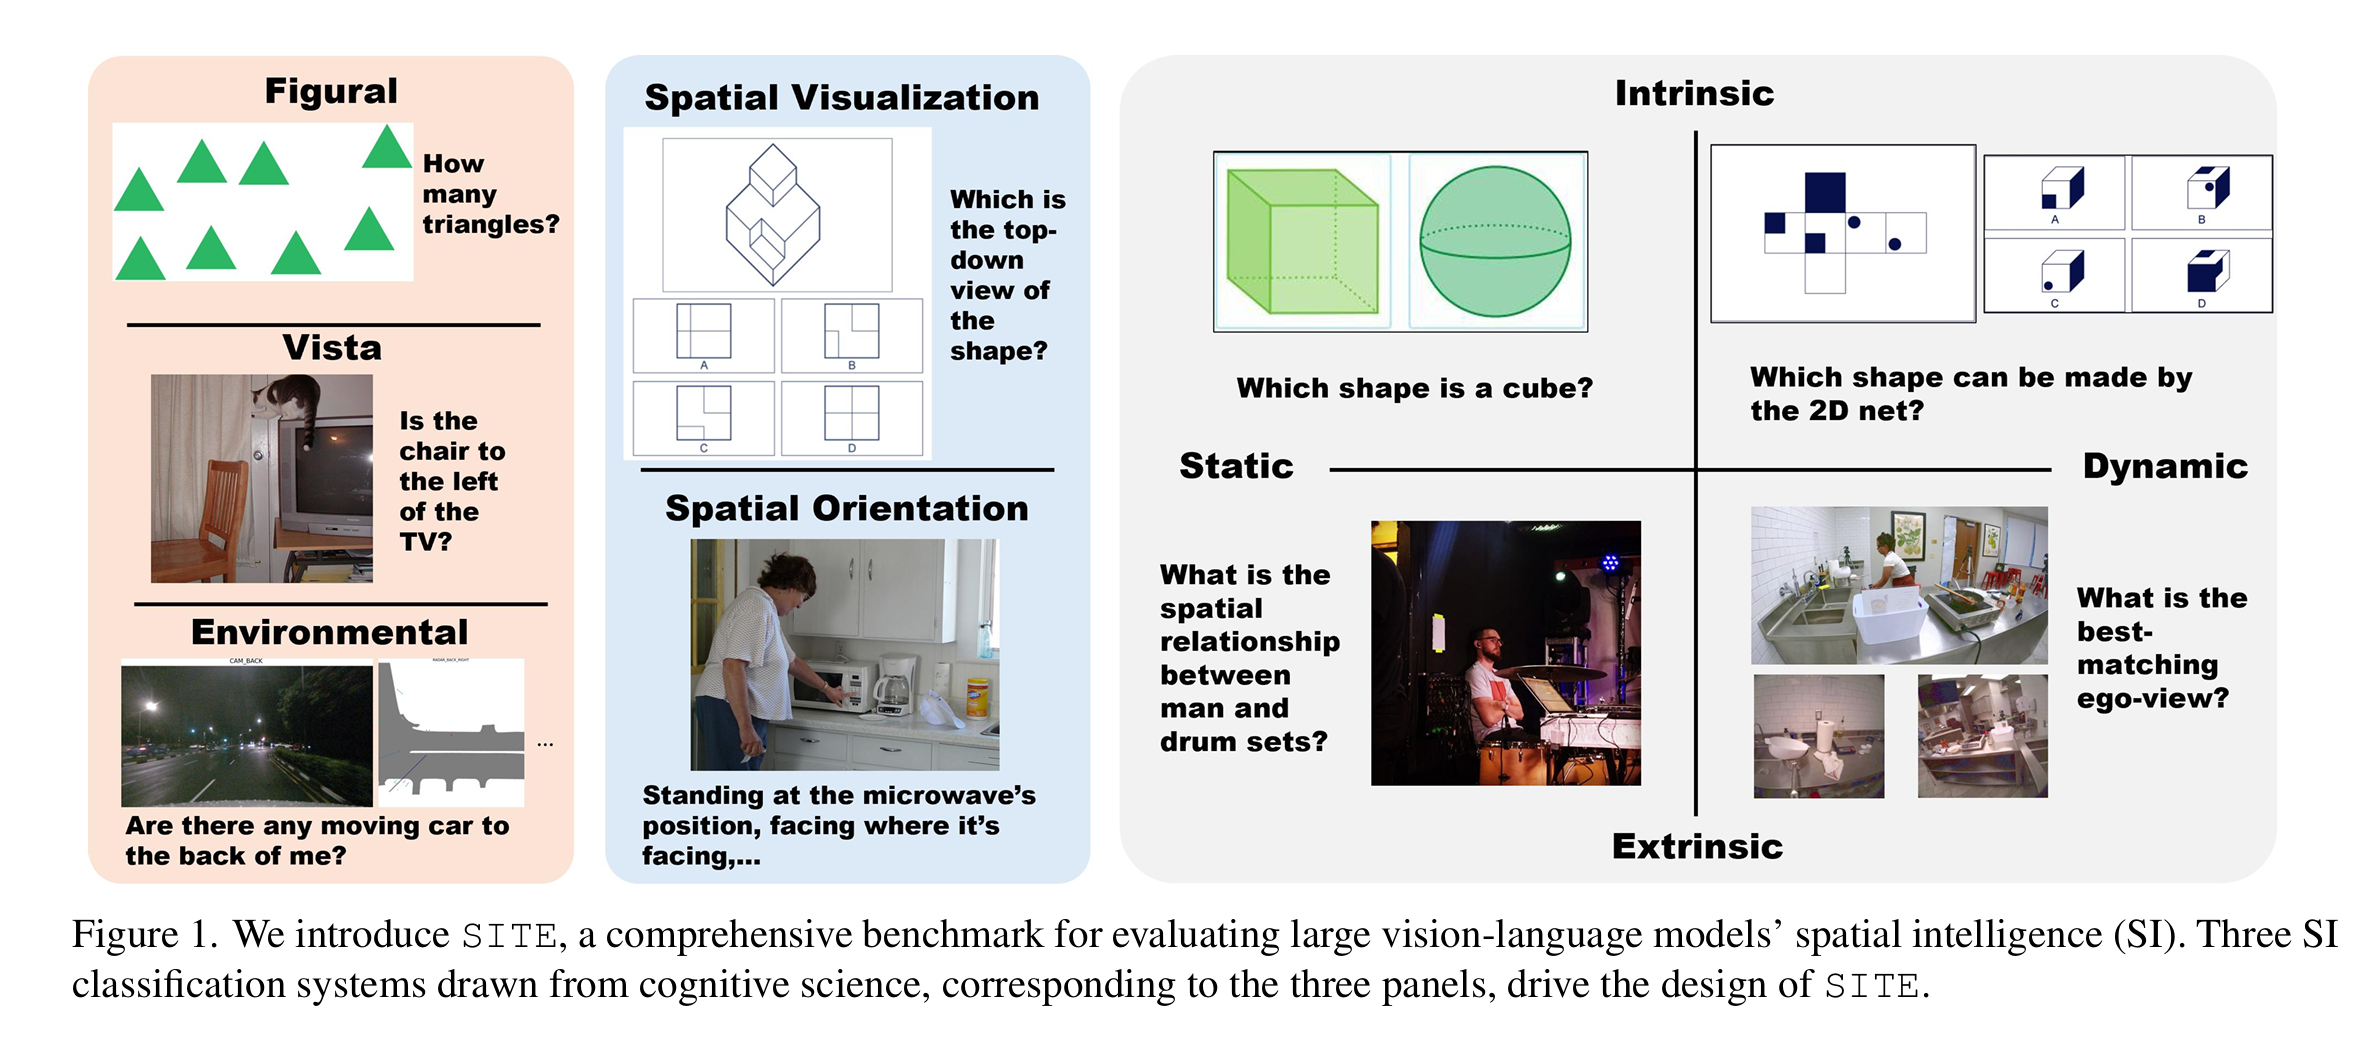 Figural
How
many
triangles?
Vista
Is the
chair to
the left
of the
TV?
Environmental
CAM_BACK
RADAR_BACK_RIGHT
...
Are there any moving car to
the back of me?
Spatial Visualization
Which is
the top-
down
view of
the
shape?
A
B
C
D
Spatial Orientation
Standing at the microwave's
position, facing where it's
facing,...
Intrinsic
Which shape is a cube?
A
B
C
D
Which shape can be made by
the 2D net?
Static
Dynamic
What is the
spatial
relationship
between
man and
drum sets?
What is the
best-
matching
ego-view?
Extrinsic
Figure 1. We introduce SITE, a comprehensive benchmark for evaluating large vision-language models' spatial intelligence (SI). Three SI
classification systems drawn from cognitive science, corresponding to the three panels, drive the design of SITE.